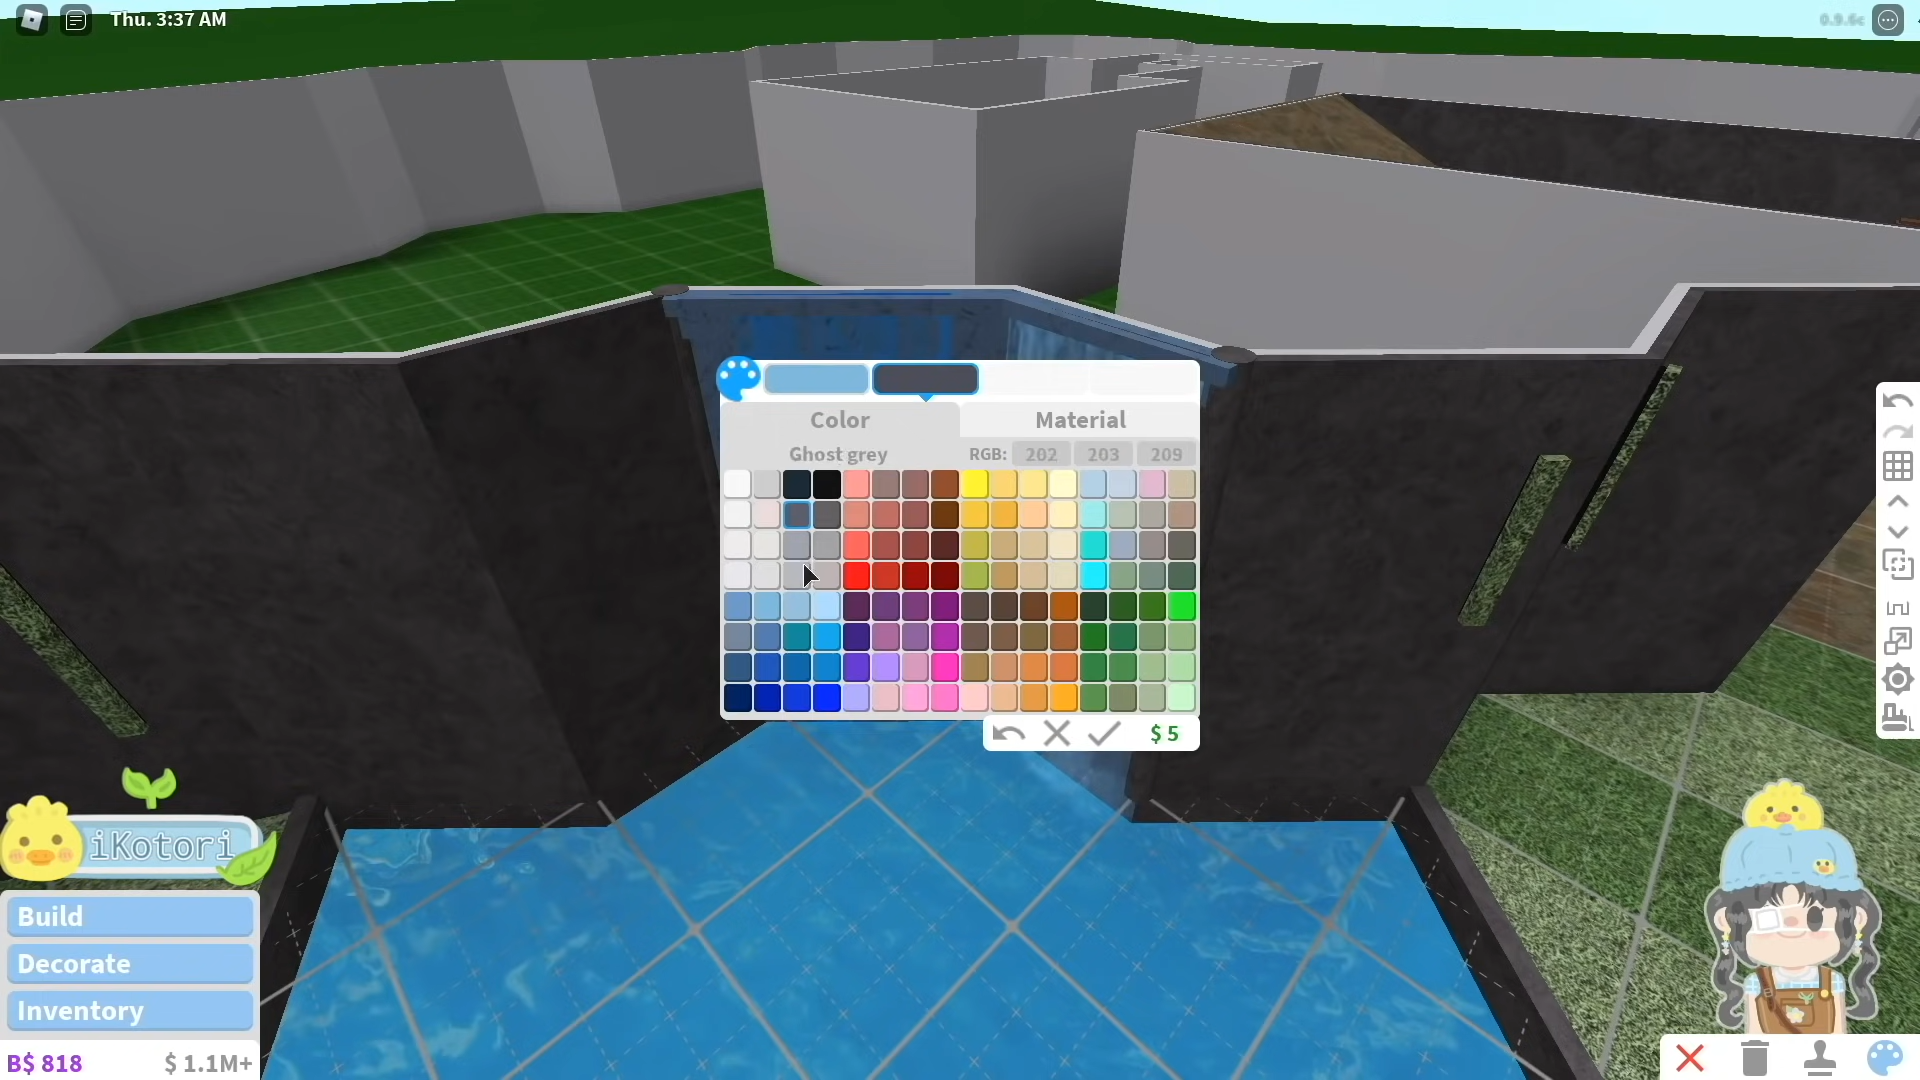 Thu. 3:37 AM
0.9.6c
Color
Material
Ghost grey
RGB: 202 203 209
$ 5
iKotori
Build
Decorate
Inventory
B$ 818
$ 1.1M+